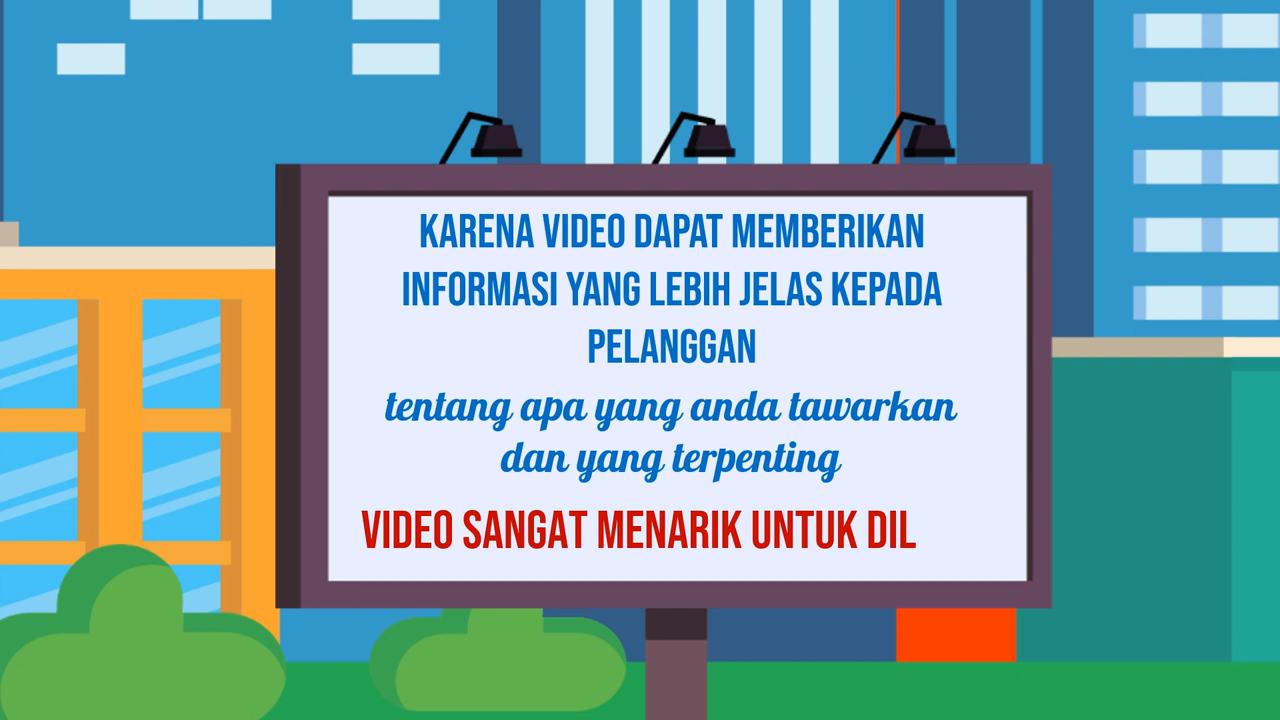 KARENA VIDEO DAPAT MEMBERIKAN
INFORMASI YANG LEBIH JELAS KEPADA
PELANGGAN
tentang apa yang anda tawarkan
dan yang terpenting
VIDEO SANGAT MENARIK UNTUK DIL